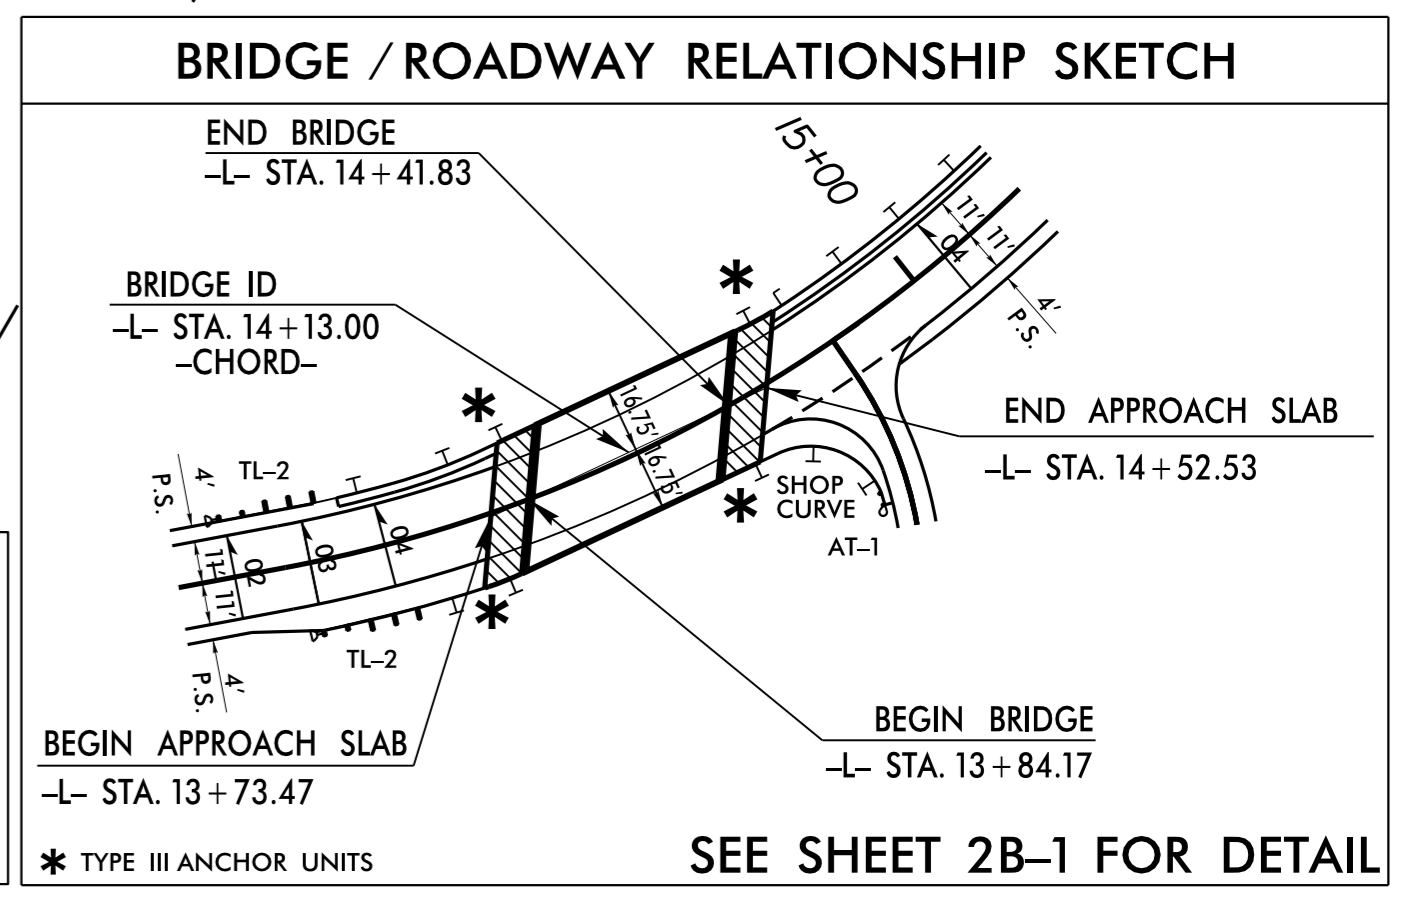 BRIDGE / ROADWAY RELATIONSHIP SKETCH
END BRIDGE
-L- STA. 14+41.83
15+00
BRIDGE ID
-L- STA. 14+13.00
-CHORD-
11' 11'
04
4'
P.S.
16.75'
16.75'
END APPROACH SLAB
-L- STA. 14+52.53
TL-2
4'
P.S.
SHOP
CURVE
AT-1
11' 11'
02
03
04
TL-2
4'
P.S.
BEGIN APPROACH SLAB
-L- STA. 13+73.47
BEGIN BRIDGE
-L- STA. 13+84.17
* TYPE III ANCHOR UNITS
SEE SHEET 2B-1 FOR DETAIL